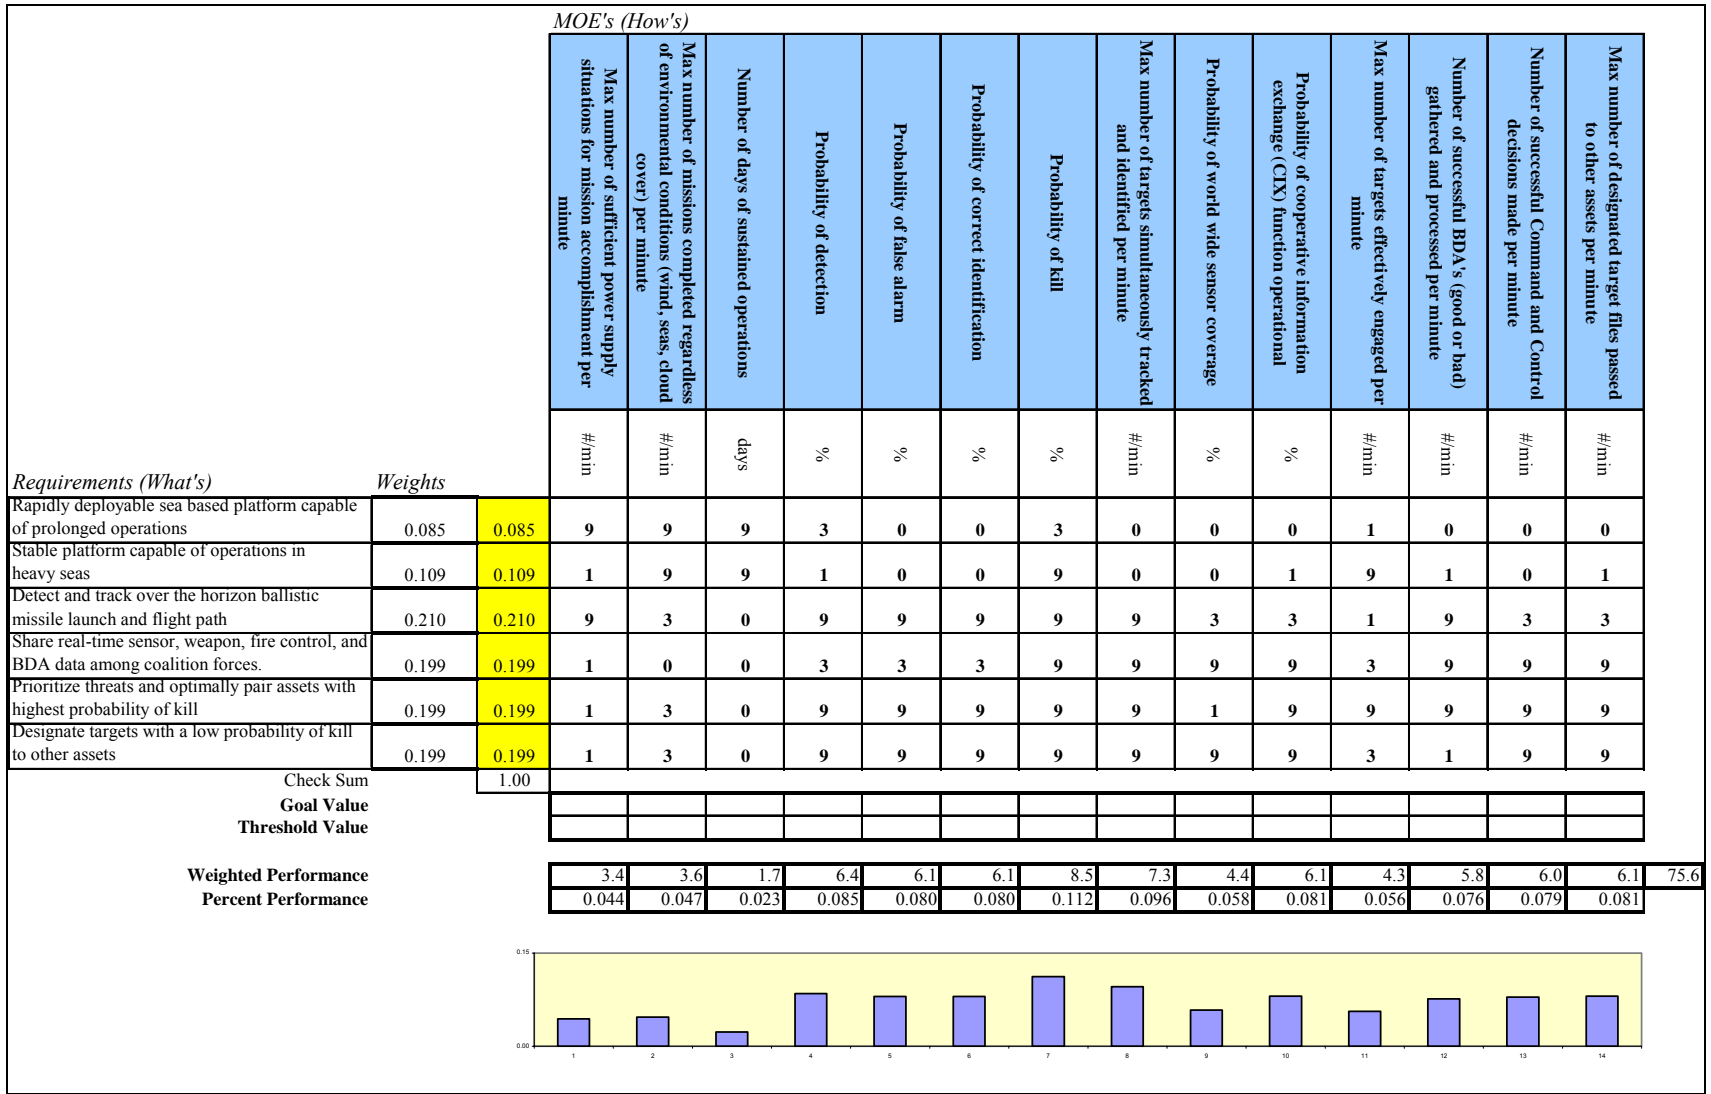 MOE's (How's)
Max number of sufficient power supply
situations for mission accomplishment per
minute
Max number of missions completed regardless
of environmental conditions (wind, seas, cloud
cover) per minute
Number of days of sustained operations
Probability of detection
Probability of false alarm
Probability of correct identification
Probability of kill
Max number of targets simultaneously tracked
and identified per minute
Probability of world wide sensor coverage
Probability of cooperative information
exchange (CIX) function operational
Max number of targets effectively engaged per
minute
Number of successful BDA's (good or bad)
gathered and processed per minute
Number of successful Command and Control
decisions made per minute
Max number of designated target files passed
to other assets per minute
#/min #/min days % % % % #/min % % #/min #/min #/min #/min
Requirements (What's) Weights
Rapidly deployable sea based platform capable
of prolonged operations 0.085 0.085 9 9 9 3 0 0 3 0 0 0 1 0 0 0
Stable platform capable of operations in
heavy seas 0.109 0.109 1 9 9 1 0 0 9 0 0 1 9 1 0 1
Detect and track over the horizon ballistic
missile launch and flight path 0.210 0.210 9 3 0 9 9 9 9 9 3 3 1 9 3 3
Share real-time sensor, weapon, fire control, and
BDA data among coalition forces. 0.199 0.199 1 0 0 3 3 3 9 9 9 9 3 9 9 9
Prioritize threats and optimally pair assets with
highest probability of kill 0.199 0.199 1 3 0 9 9 9 9 9 1 9 9 9 9 9
Designate targets with a low probability of kill
to other assets 0.199 0.199 1 3 0 9 9 9 9 9 9 9 3 1 9 9
Check Sum 1.00
Goal Value
Threshold Value
Weighted Performance 3.4 3.6 1.7 6.4 6.1 6.1 8.5 7.3 4.4 6.1 4.3 5.8 6.0 6.1 75.6
Percent Performance 0.044 0.047 0.023 0.085 0.080 0.080 0.112 0.096 0.058 0.081 0.056 0.076 0.079 0.081
0.15
0.00
1 2 3 4 5 6 7 8 9 10 11 12 13 14